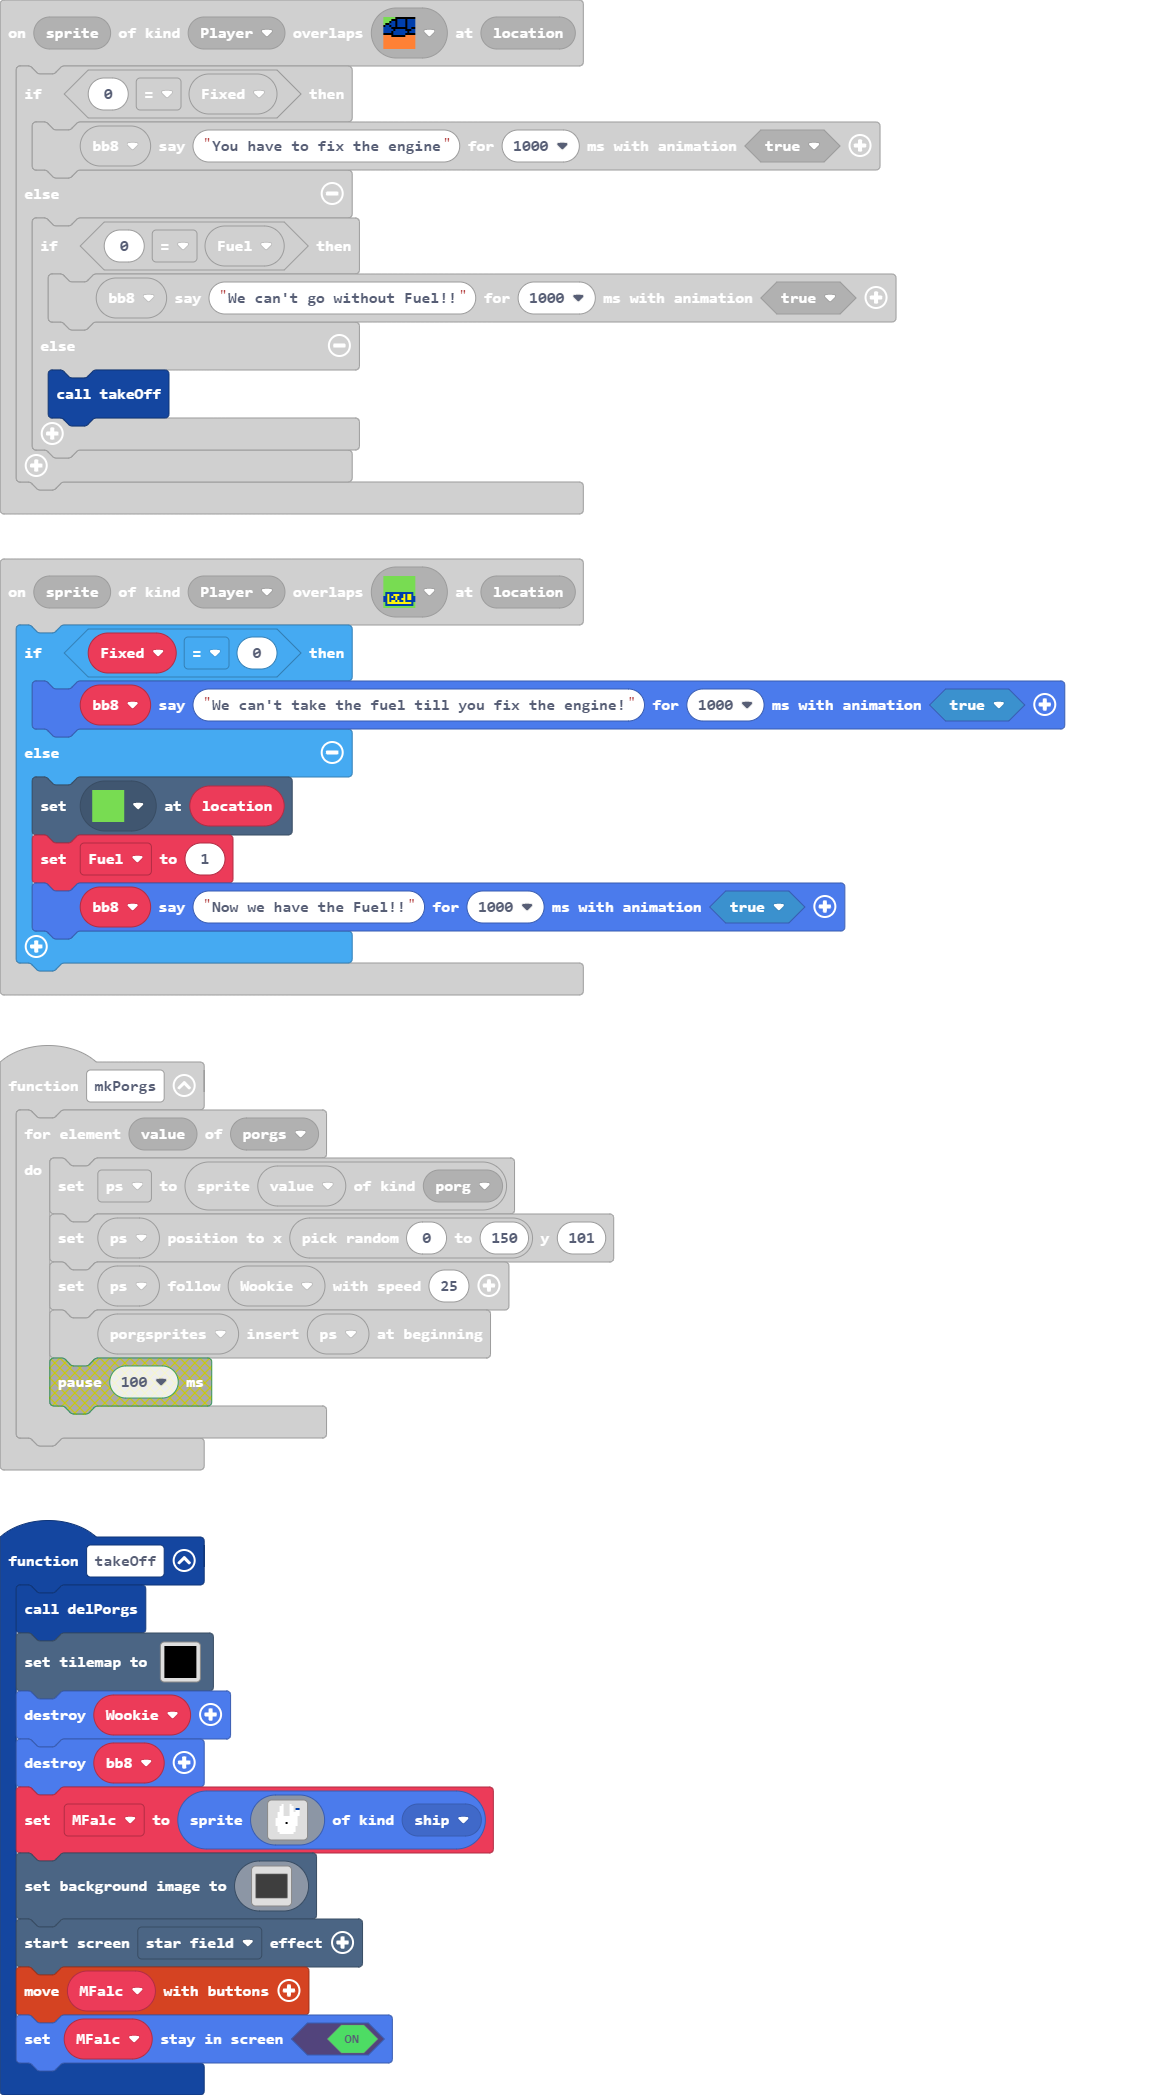 on sprite of kind Player overlaps at location
if 0 = Fixed then
bb8 say "You have to fix the engine" for 1000 ms with animation true
else
if 0 = Fuel then
bb8 say "We can't go without Fuel!!" for 1000 ms with animation true
else
call takeOff
on sprite of kind Player overlaps at location
if Fixed = 0 then
bb8 say "We can't take the fuel till you fix the engine!" for 1000 ms with animation true
else
set at location
set Fuel to 1
bb8 say "Now we have the Fuel!!" for 1000 ms with animation true
function mkPorgs
for element value of porgs
do
set ps to sprite value of kind porg
set ps position to x pick random 0 to 150 y 101
set ps follow Wookie with speed 25
porgsprites insert ps at beginning
pause 100 ms
function takeOff
call delPorgs
set tilemap to
destroy Wookie
destroy bb8
set MFalc to sprite of kind ship
set background image to
start screen star field effect
move MFalc with buttons
set MFalc stay in screen ON